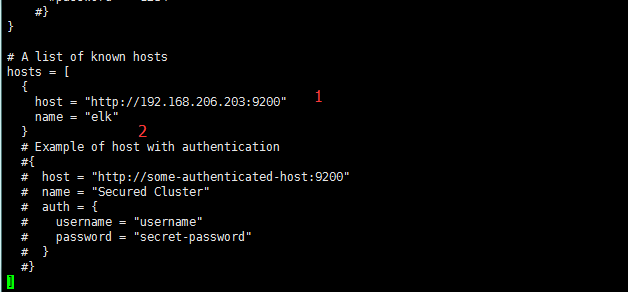 #}
}
# A list of known hosts
hosts = [
{
host = "http://192.168.206.203:9200" 1
name = "elk"
} 2
# Example of host with authentication
#{
# host = "http://some-authenticated-host:9200"
# name = "Secured Cluster"
# auth = {
# username = "username"
# password = "secret-password"
# }
#}
]